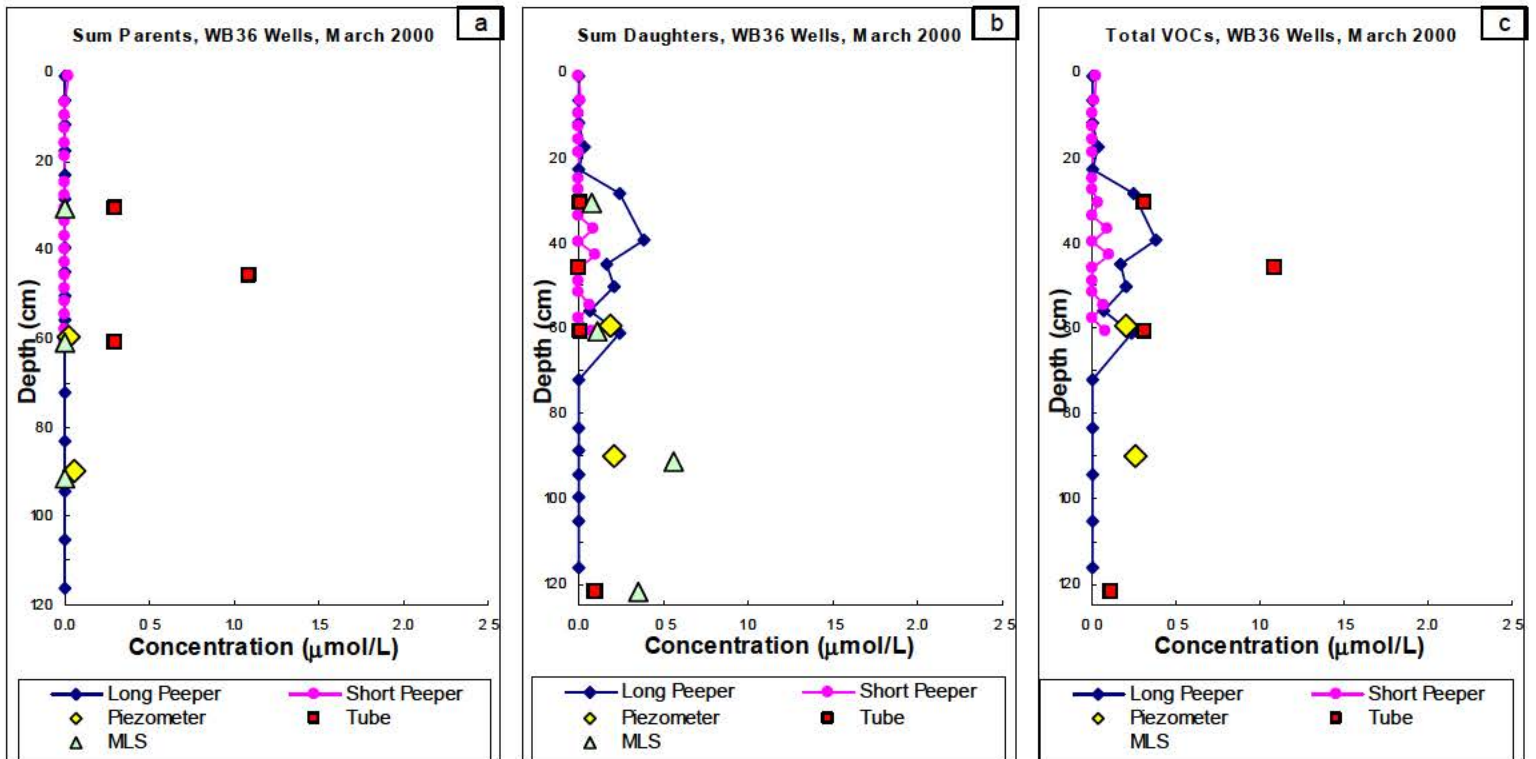 a
Sum Parents, WB36 Wells, March 2000
0
20
40
60
80
100
120
Depth (cm)
0.0 0.5 1.0 1.5 2.0 2.5
Concentration (μmol/L)
Long Peeper Short Peeper
Piezometer Tube
MLS
b
Sum Daughters, WB36 Wells, March 2000
0
20
40
60
80
100
120
Depth (cm)
0.0 0.5 1.0 1.5 2.0 2.5
Concentration (μmol/L)
Long Peeper Short Peeper
Piezometer Tube
MLS
c
Total VOCs, WB36 Wells, March 2000
0
20
40
60
80
100
120
Depth (cm)
0.0 0.5 1.0 1.5 2.0 2.5
Concentration (μmol/L)
Long Peeper Short Peeper
Piezometer Tube
MLS